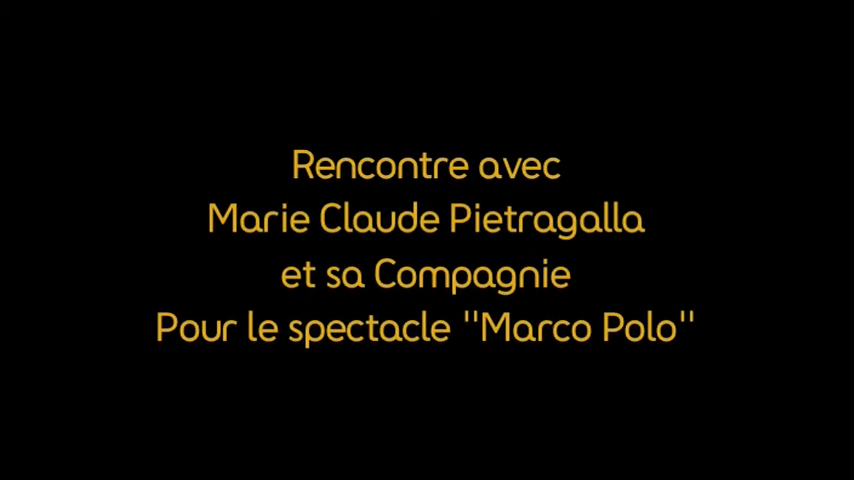 Rencontre avec
Marie Claude Pietragalla
et sa Compagnie
Pour le spectacle "Marco Polo"